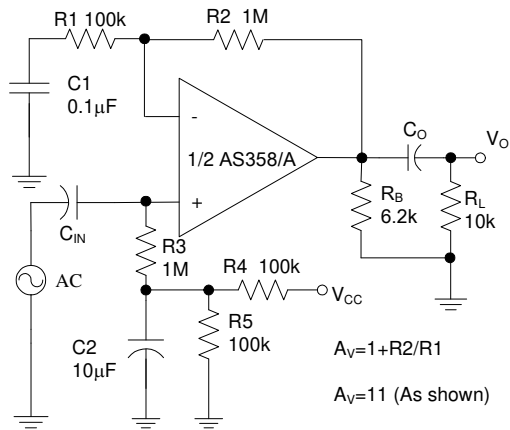 R1 100k
R2 1M
C1
0.1μF
-
1/2 AS358/A
+
CO
VO
RB
6.2k
RL
10k
CIN
R3
1M
R4 100k
AC
VCC
R5
100k
C2
10μF
AV=1+R2/R1
AV=11 (As shown)